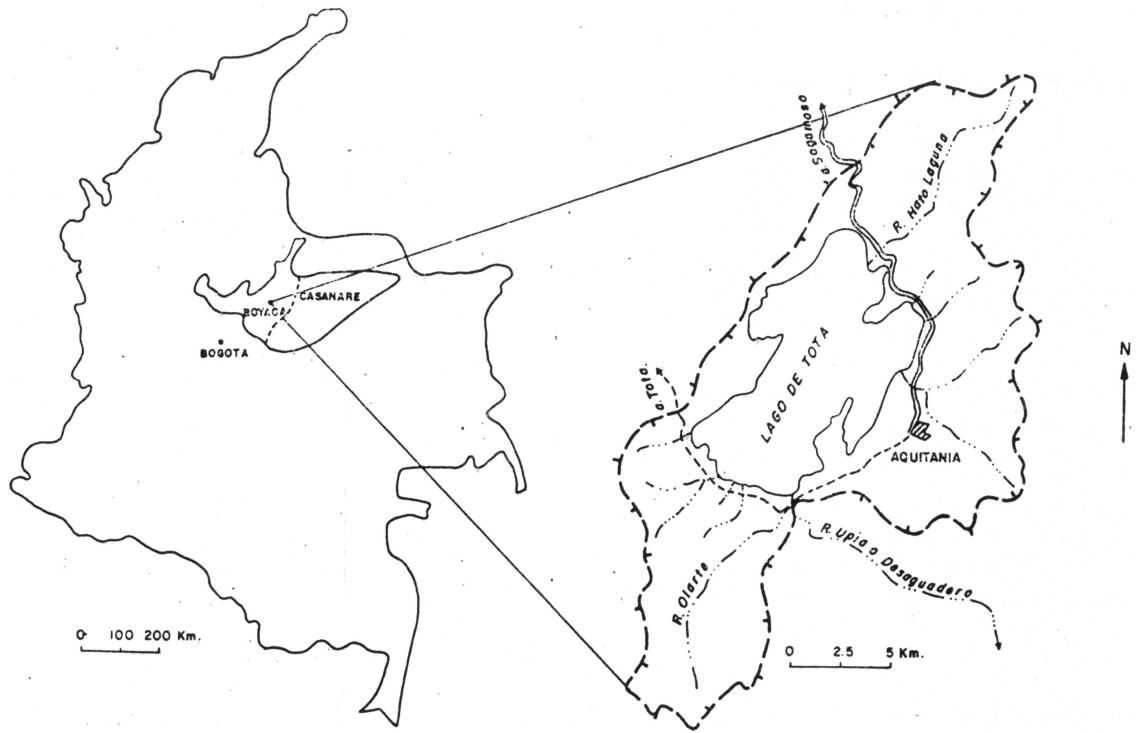 CASANARE
BOYACA
BOGOTA
0 100 200 Km.
a. Sogamoso
R. Hato Laguna
LAGO DE TOTA
a. Tota.
AQUITANIA
R. Upia o Desaguadero
R. Olarte
0 2.5 5 Km.
N